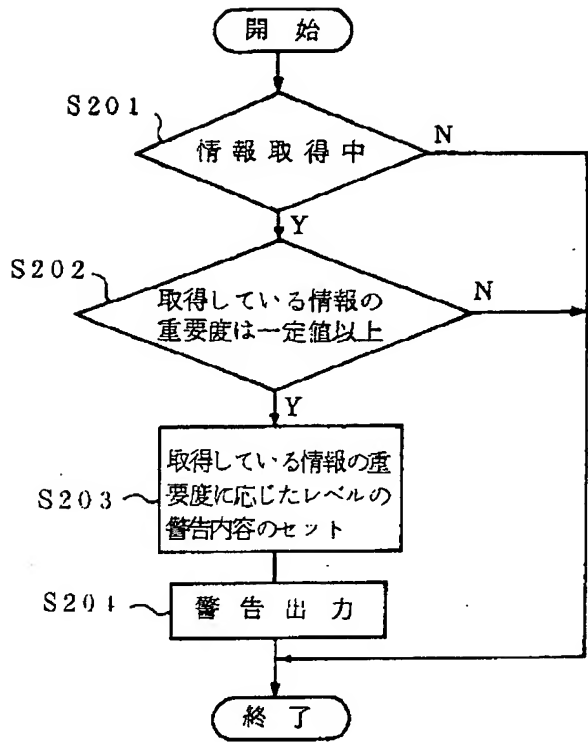 開始
S201
情報取得中
N
Y
S202
取得している情報の
重要度は一定値以上
N
Y
S203
取得している情報の重
要度に応じたレベルの
警告内容のセット
S204
警告出力
終了